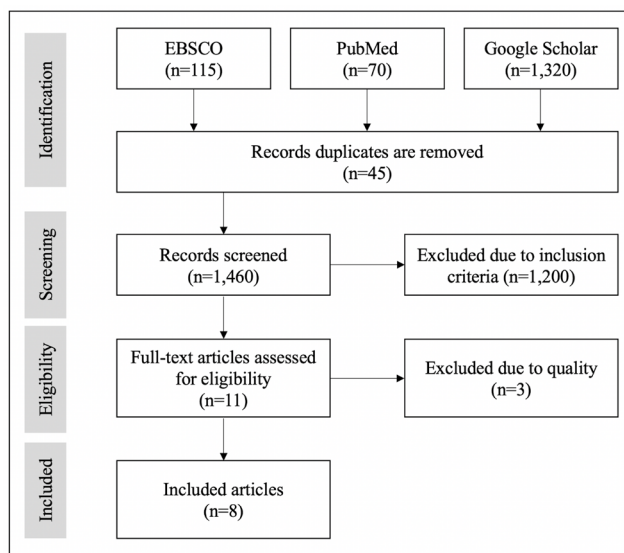 Identification
EBSCO
(n=115)
PubMed
(n=70)
Google Scholar
(n=1,320)
Records duplicates are removed
(n=45)
Screening
Records screened
(n=1,460)
Excluded due to inclusion
criteria (n=1,200)
Eligibility
Full-text articles assessed
for eligibility
(n=11)
Excluded due to quality
(n=3)
Included
Included articles
(n=8)